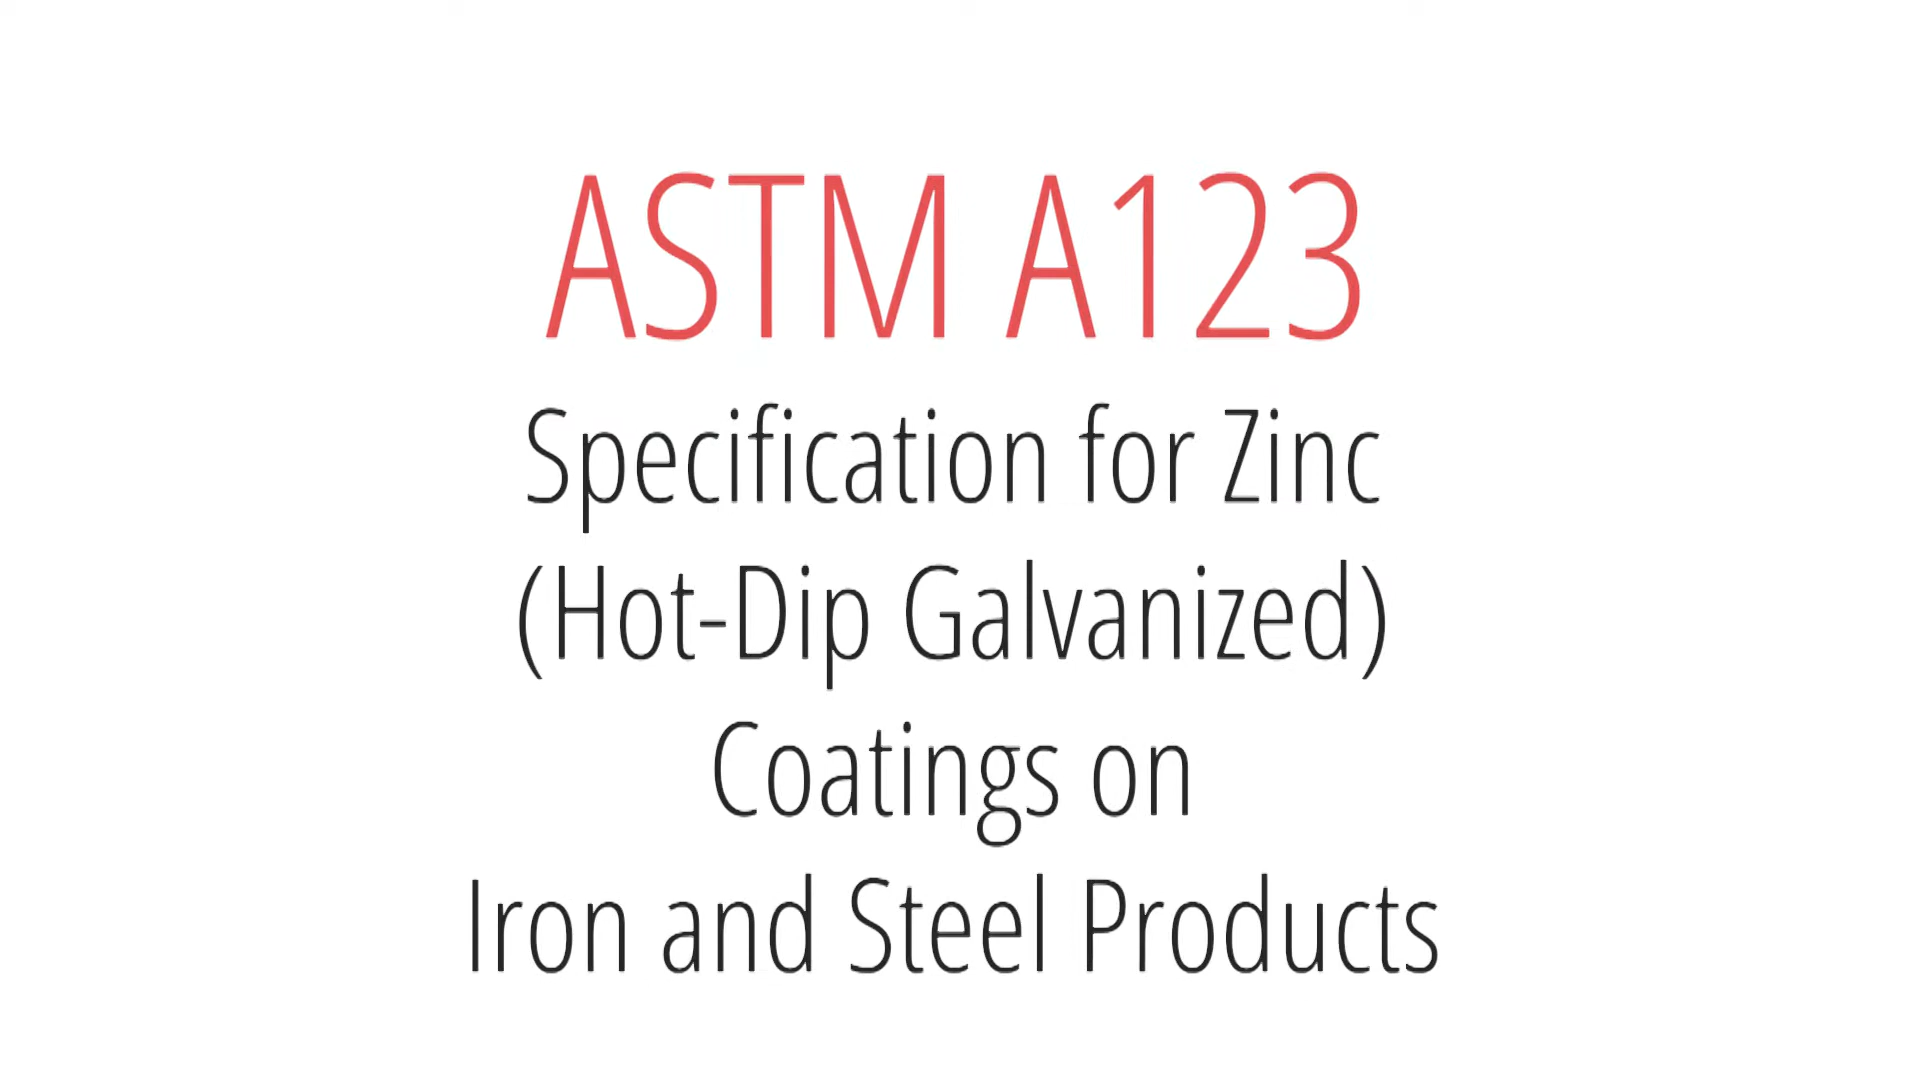 ASTM A123
Specification for Zinc
(Hot-Dip Galvanized)
Coatings on
Iron and Steel Products